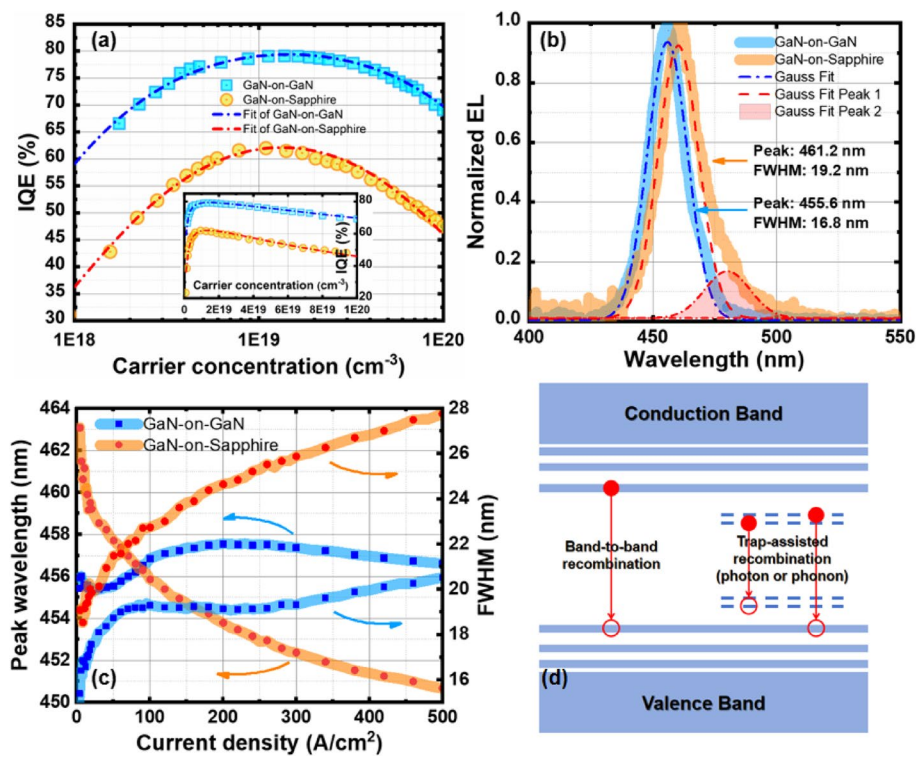 (a)
80
75
70
65
60
55
50
45
40
35
30
IQE (%)
GaN-on-GaN
GaN-on-Sapphire
Fit of GaN-on-GaN
Fit of GaN-on-Sapphire
80
60
40
20
IQE (%)
Carrier concentration (cm-3)
0 2E19 4E19 6E19 8E19 1E20
1E18 1E19 1E20
Carrier concentration (cm-3)
(b)
1.0
0.8
0.6
0.4
0.2
0.0
Normalized EL
GaN-on-GaN
GaN-on-Sapphire
Gauss Fit
Gauss Fit Peak 1
Gauss Fit Peak 2
Peak: 461.2 nm
FWHM: 19.2 nm
Peak: 455.6 nm
FWHM: 16.8 nm
400 450 500 550
Wavelength (nm)
464
462
460
458
456
454
452
450
Peak wavelength (nm)
GaN-on-GaN
GaN-on-Sapphire
28
26
24
22
20
18
16
FWHM (nm)
(c)
0 100 200 300 400 500
Current density (A/cm2)
Conduction Band
Band-to-band
recombination
Trap-assisted
recombination
(photon or phonon)
(d)
Valence Band